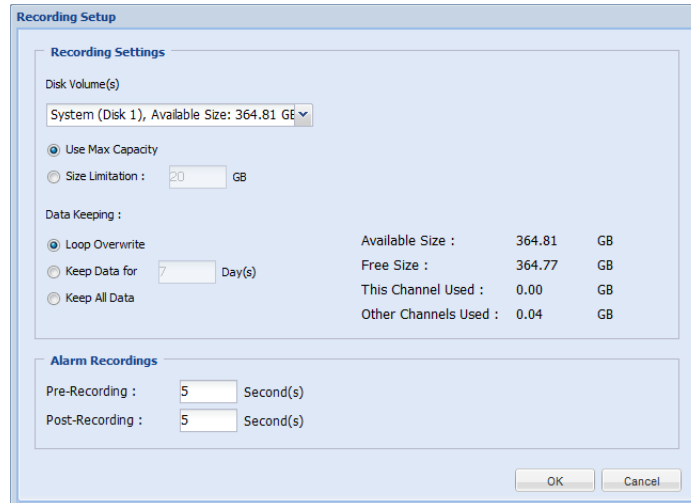 Recording Setup
Recording Settings
Disk Volume(s)
System (Disk 1), Available Size: 364.81 GE
Use Max Capacity
Size Limitation : 20 GB
Data Keeping :
Loop Overwrite
Keep Data for 7 Day(s)
Keep All Data
Available Size : 364.81 GB
Free Size : 364.77 GB
This Channel Used : 0.00 GB
Other Channels Used : 0.04 GB
Alarm Recordings
Pre-Recording : 5 Second(s)
Post-Recording : 5 Second(s)
OK Cancel